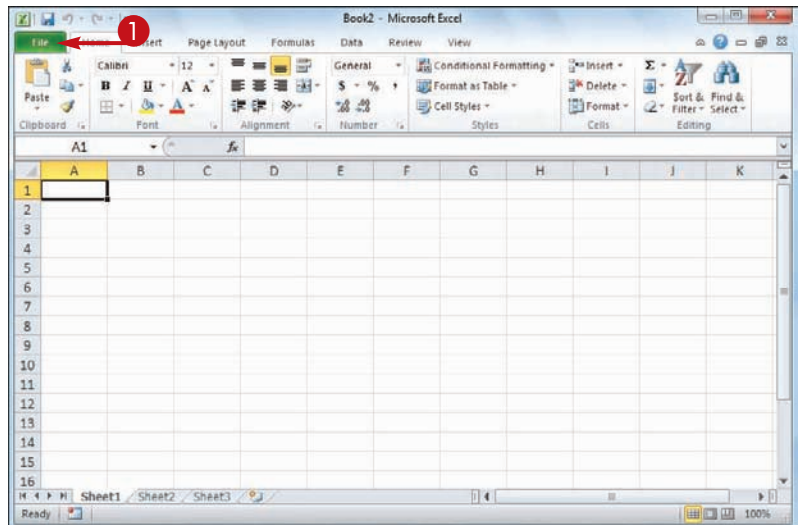 Book2 - Microsoft Excel
1
File Home Insert Page Layout Formulas Data Review View
Calibri 12 General Conditional Formatting Insert Σ
B I U A A $ % , Format as Table Delete
Paste A Cell Styles Format Sort & Filter Find & Select
Clipboard Font Alignment Number Styles Cells Editing
A1 fx
A B C D E F G H I J K
1
2
3
4
5
6
7
8
9
10
11
12
13
14
15
16
Sheet1 Sheet2 Sheet3
Ready 100%